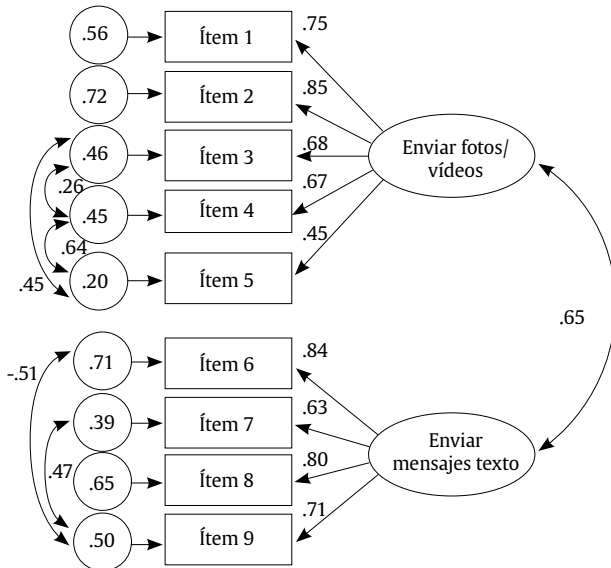 .56 Ítem 1 .75
.72 Ítem 2 .85
.46 Ítem 3 .68
Enviar fotos/
vídeos
.26
.45 Ítem 4 .67
.64
.45
.20 Ítem 5 .45
.65
-.51
.71 Ítem 6 .84
.39 Ítem 7 .63
Enviar
mensajes texto
.47
.65 Ítem 8 .80
.50 Ítem 9 .71